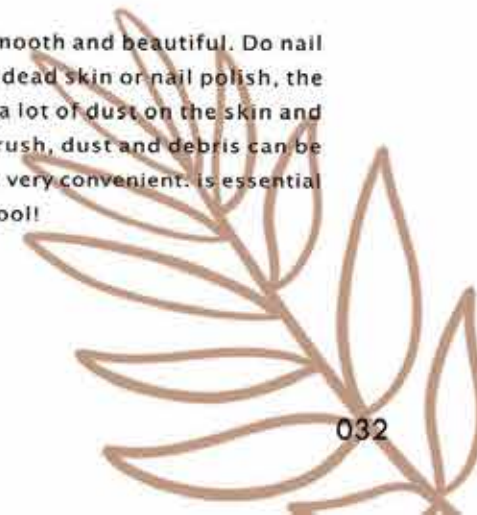 mooth and beautiful. Do nail
dead skin or nail polish, the
a lot of dust on the skin and
rush, dust and debris can be
very convenient. is essential
ool!
032